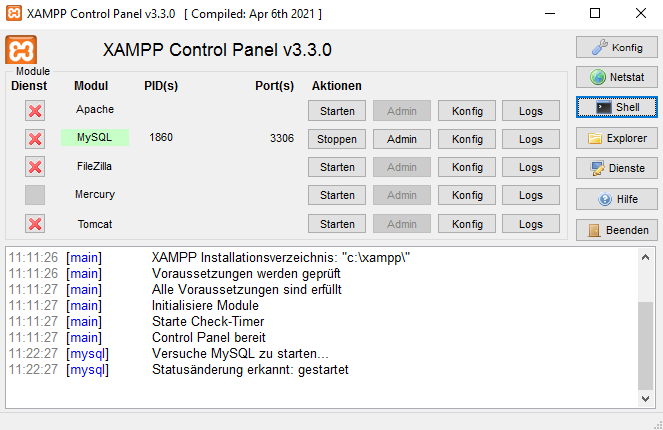 XAMPP Control Panel v3.3.0 [ Compiled: Apr 6th 2021 ]
XAMPP Control Panel v3.3.0
Konfig
Module
Dienst Modul PID(s) Port(s) Aktionen
Netstat
Apache Starten Admin Konfig Logs
Shell
MySQL 1860 3306 Stoppen Admin Konfig Logs
Explorer
FileZilla Starten Admin Konfig Logs
Dienste
Mercury Starten Admin Konfig Logs
Hilfe
Tomcat Starten Admin Konfig Logs
Beenden
11:11:26 [main] XAMPP Installationsverzeichnis: "c:\xampp\"
11:11:26 [main] Voraussetzungen werden geprüft
11:11:27 [main] Alle Voraussetzungen sind erfüllt
11:11:27 [main] Initialisiere Module
11:11:27 [main] Starte Check-Timer
11:11:27 [main] Control Panel bereit
11:22:27 [mysql] Versuche MySQL zu starten...
11:22:27 [mysql] Statusänderung erkannt: gestartet